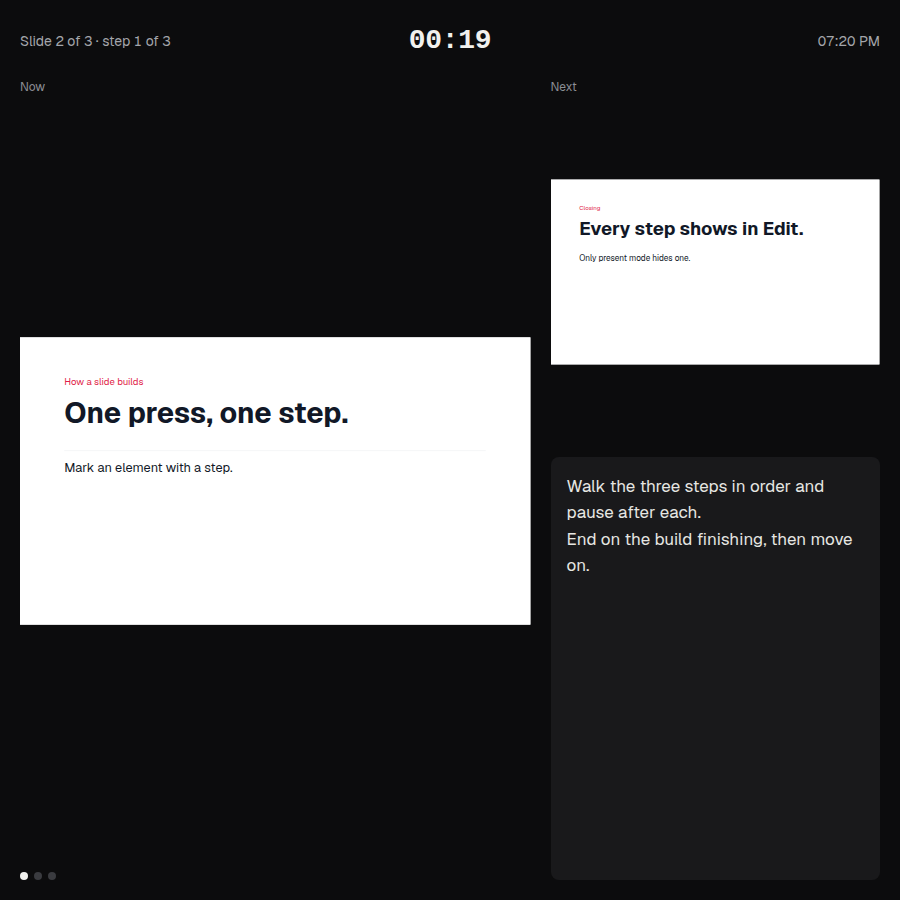 Slide 2 of 3 · step 1 of 3
00:19
07:20 PM
Now
Next
How a slide builds
One press, one step.
Mark an element with a step.
Closing
Every step shows in Edit.
Only present mode hides one.
Walk the three steps in order and
pause after each.
End on the build finishing, then move
on.